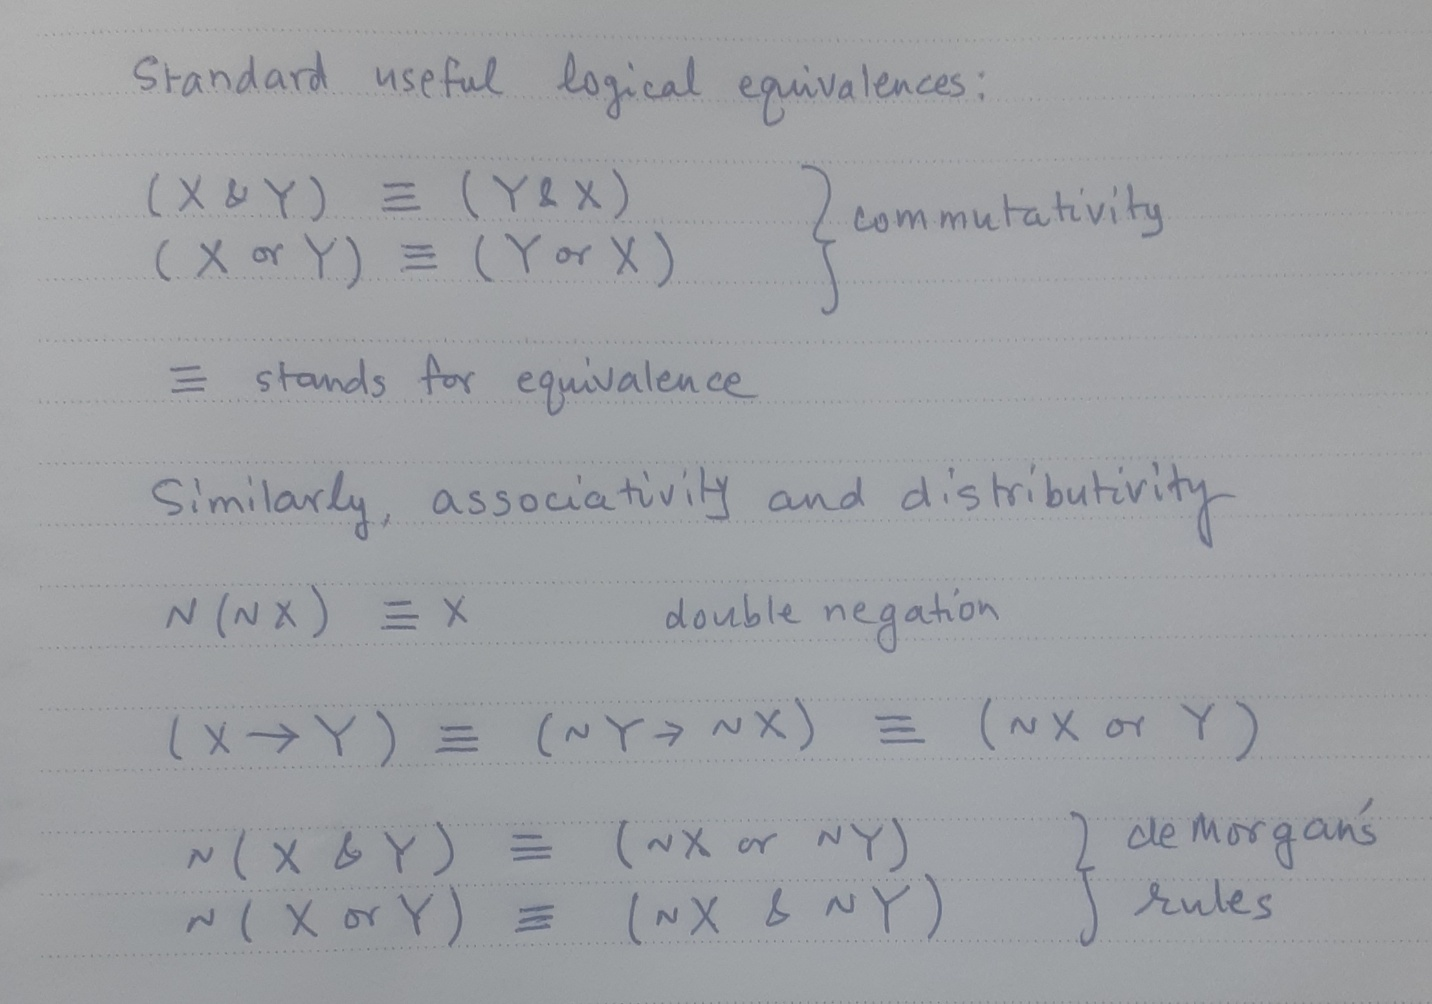 Standard useful logical equivalences:
(X & Y) ≡ (Y & X) } commutativity
(X or Y) ≡ (Y or X)
≡ stands for equivalence
Similarly, associativity and distributivity
~(~X) ≡ X double negation
(X → Y) ≡ (~Y → ~X) ≡ (~X or Y)
~(X & Y) ≡ (~X or ~Y) } de Morgan's
~(X or Y) ≡ (~X & ~Y) rules